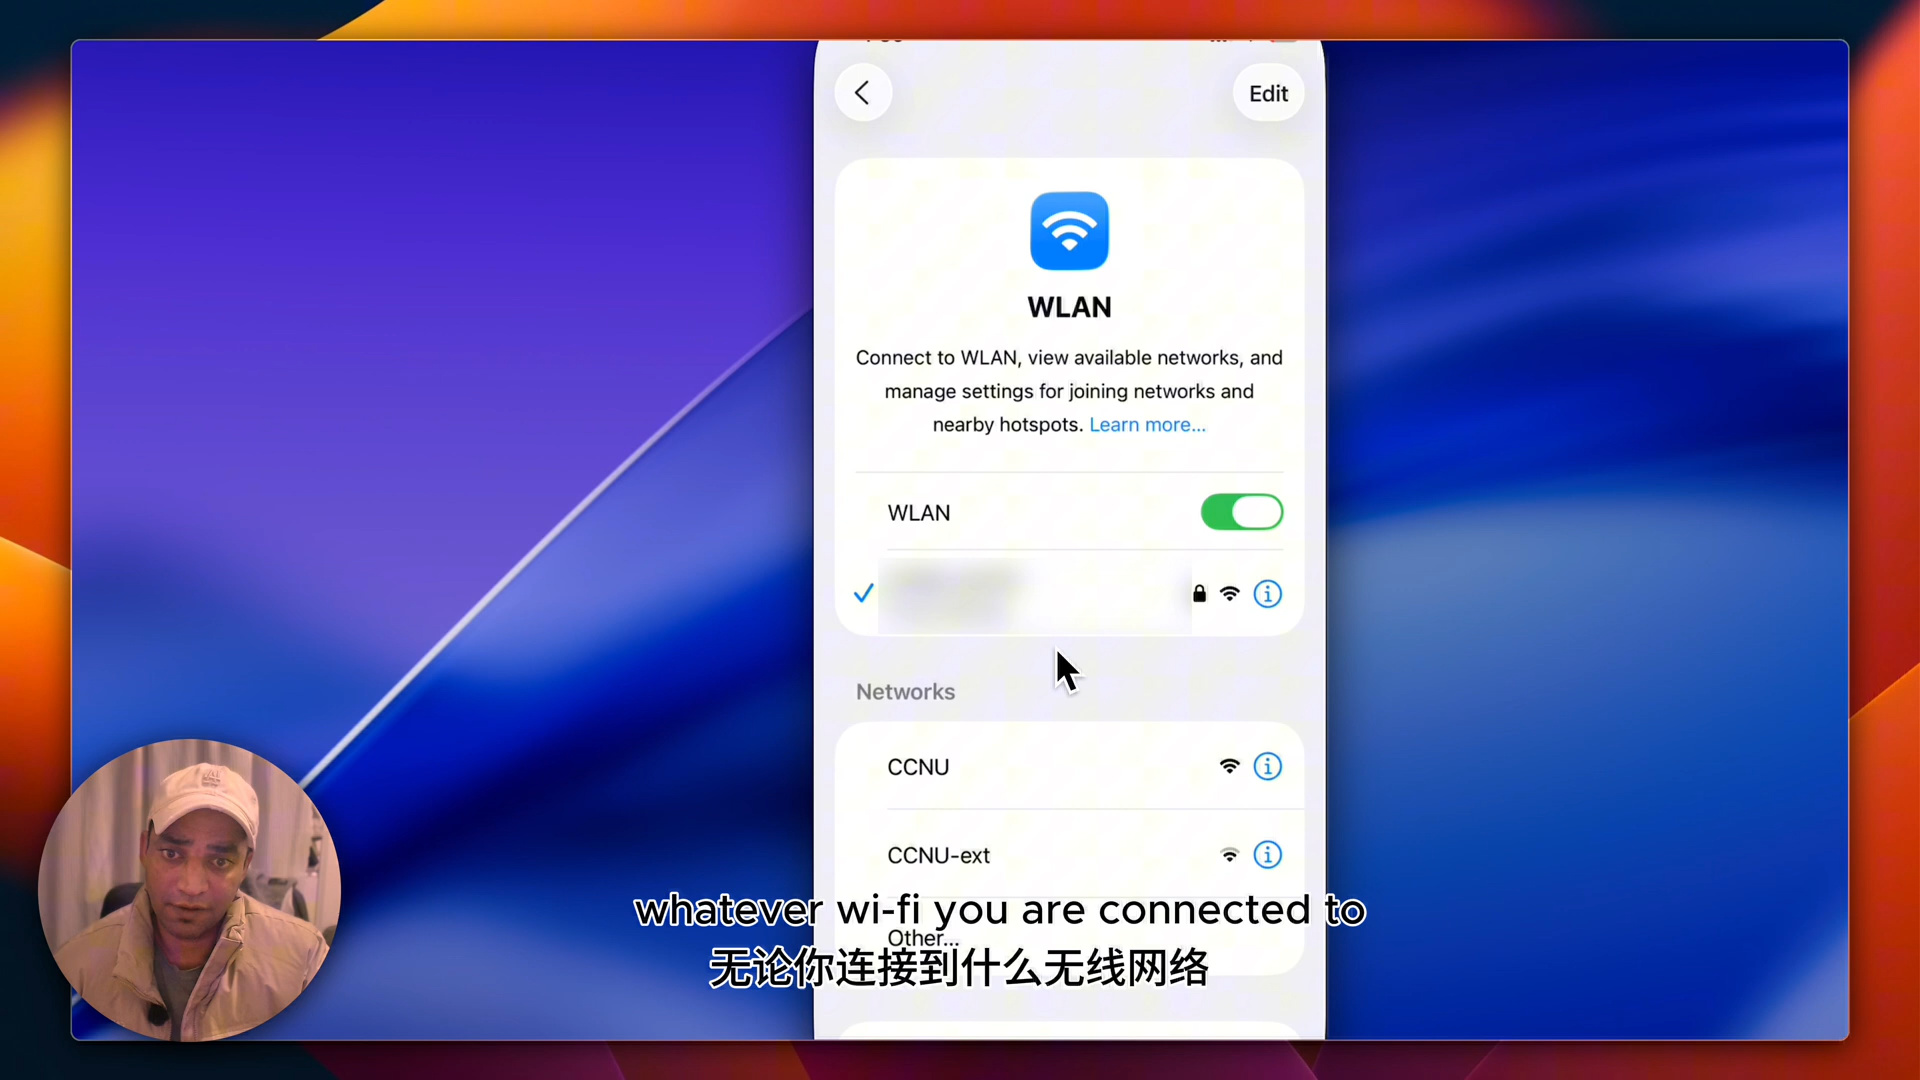 Edit
WLAN
Connect to WLAN, view available networks, and
manage settings for joining networks and
nearby hotspots. Learn more...
WLAN
Networks
CCNU
CCNU-ext
whatever wi-fi you are connected to
Other...
无论你连接到什么无线网络